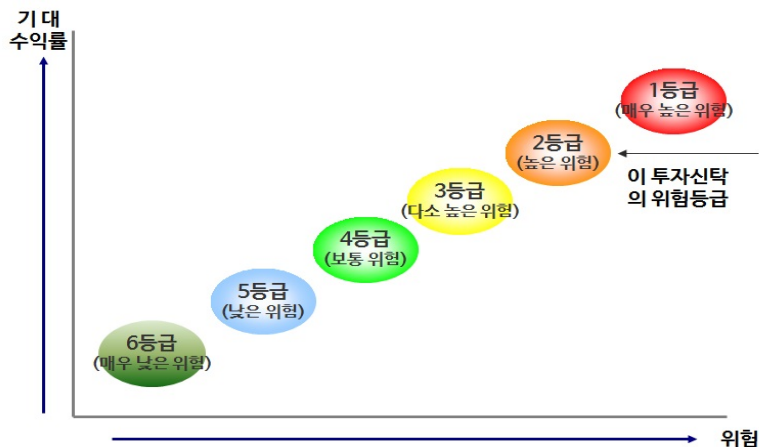 기 대
수익률
1등급
(매우 높은 위험)
2등급
(높은 위험)
이 투자신탁
의 위험등급
3등급
(다소 높은 위험)
4등급
(보통 위험)
5등급
(낮은 위험)
6등급
(매우 낮은 위험)
위험